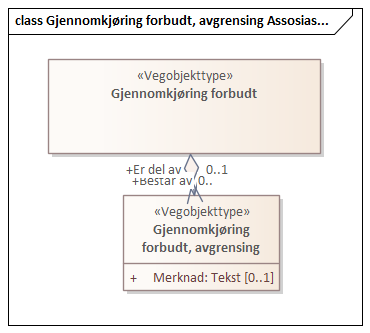 class Gjennomkjøring forbudt, avgrensing Assosias...
«Vegobjekttype»
Gjennomkjøring forbudt
+Er del av 0..1
+Består av 0..
«Vegobjekttype»
Gjennomkjøring
forbudt, avgrensing
+ Merknad: Tekst [0..1]